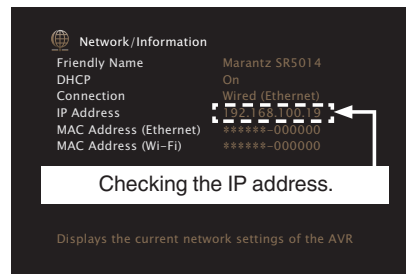 Network/Information
Friendly Name Marantz SR5014
DHCP On
Connection Wired (Ethernet)
IP Address 192.168.100.19
MAC Address (Ethernet) ******-000000
MAC Address (Wi-Fi) ******-000000
Checking the IP address.
Displays the current network settings of the AVR